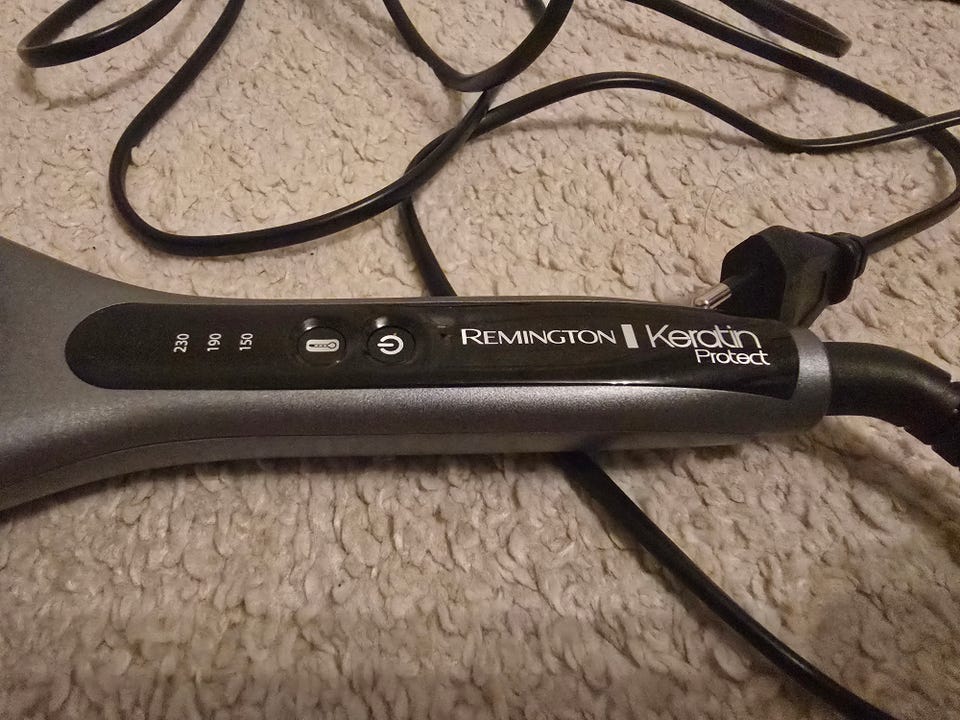 230
190
150
REMINGTON Keratin
Protect